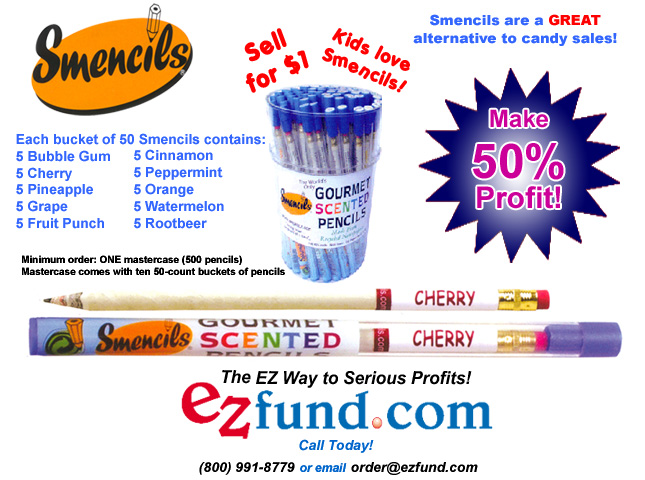 Smencils
Sell
for $1
Kids love
Smencils!
Smencils are a GREAT
alternative to candy sales!
Make
50%
Profit!
Each bucket of 50 Smencils contains:
5 Bubble Gum
5 Cherry
5 Pineapple
5 Grape
5 Fruit Punch
5 Cinnamon
5 Peppermint
5 Orange
5 Watermelon
5 Rootbeer
Smencils
GOURMET
SCENTED
PENCILS
Minimum order: ONE mastercase (500 pencils)
Mastercase comes with ten 50-count buckets of pencils
CHERRY
Smencils
GOURMET
SCENTED
PENCILS
CHERRY
The EZ Way to Serious Profits!
ezfund.com
Call Today!
(800) 991-8779 or email order@ezfund.com